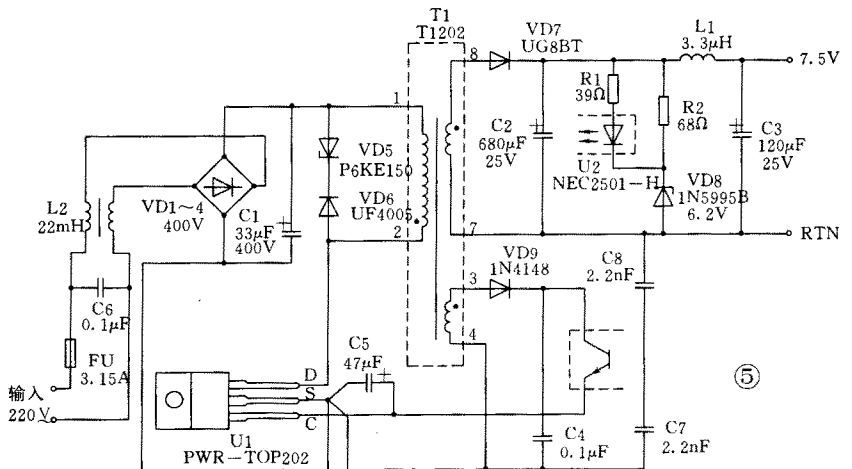 T1
T1202
VD7
UG8BT
L1
3.3μH
8
7.5V
R1
39Ω
R2
68Ω
1
C2
680μF
25V
C3
120μF
25V
VD5
P6KE150
U2
NEC2501-H
VD8
1N5995B
6.2V
L2
22mH
VD1～4
400V
C1
33μF
400V
VD6
UF4005
2
7
RTN
VD9
1N4148
C8
2.2nF
3
C6
0.1μF
4
C5
47μF
FU
3.15A
D
S
C
⑤
输入
220V
U1
PWR-TOP202
C4
0.1μF
C7
2.2nF